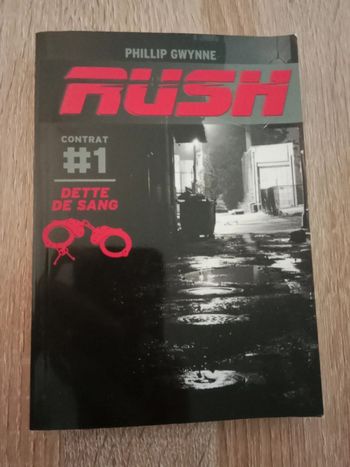 PHILLIP GWYNNE
RUSH
CONTRAT
#1
DETTE
DE SANG